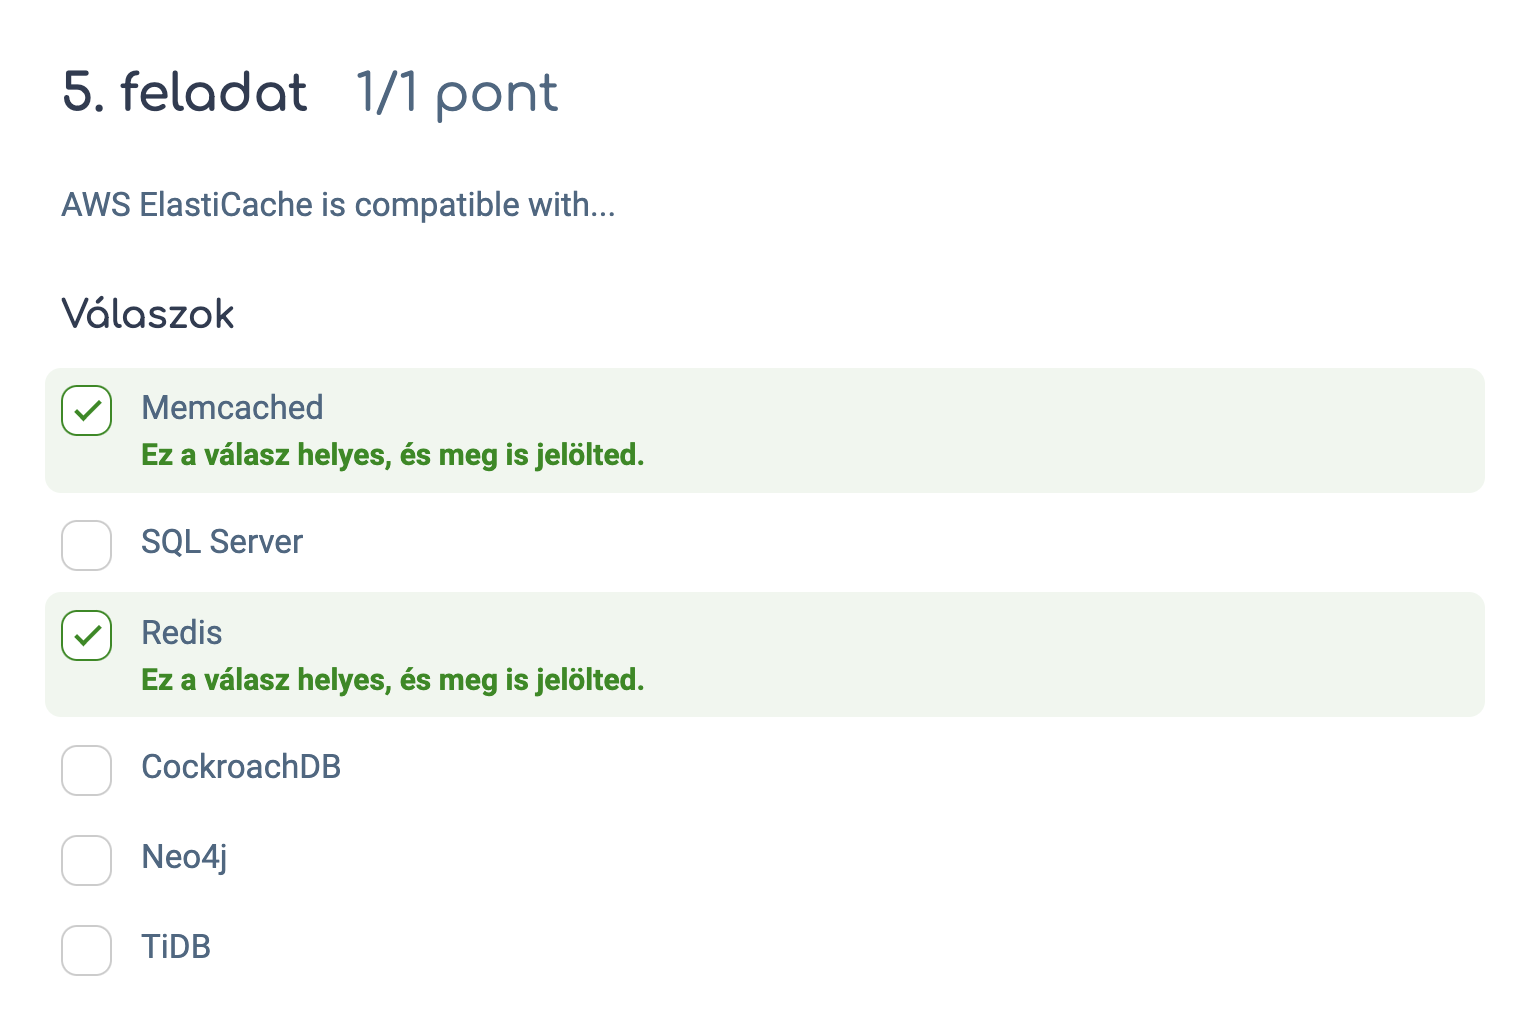 5. feladat 1/1 pont
AWS ElastiCache is compatible with...
Válaszok
Memcached
Ez a válasz helyes, és meg is jelölted.
SQL Server
Redis
Ez a válasz helyes, és meg is jelölted.
CockroachDB
Neo4j
TiDB